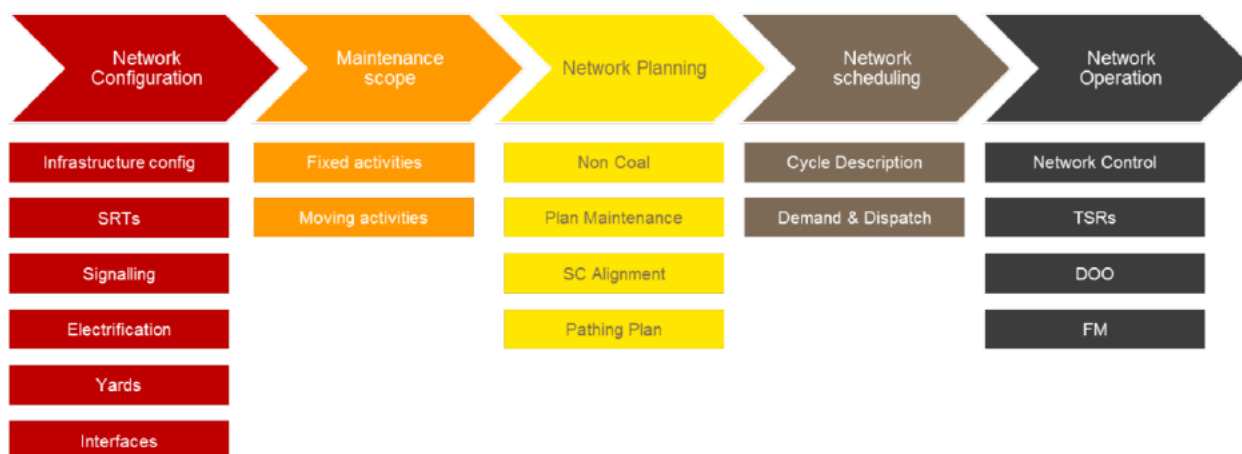 Network
Configuration
Maintenance
scope
Network Planning
Network
scheduling
Network
Operation
Infrastructure config
SRTs
Signalling
Electrification
Yards
Interfaces
Fixed activities
Moving activities
Non Coal
Plan Maintenance
SC Alignment
Pathing Plan
Cycle Description
Demand & Dispatch
Network Control
TSRs
DOO
FM